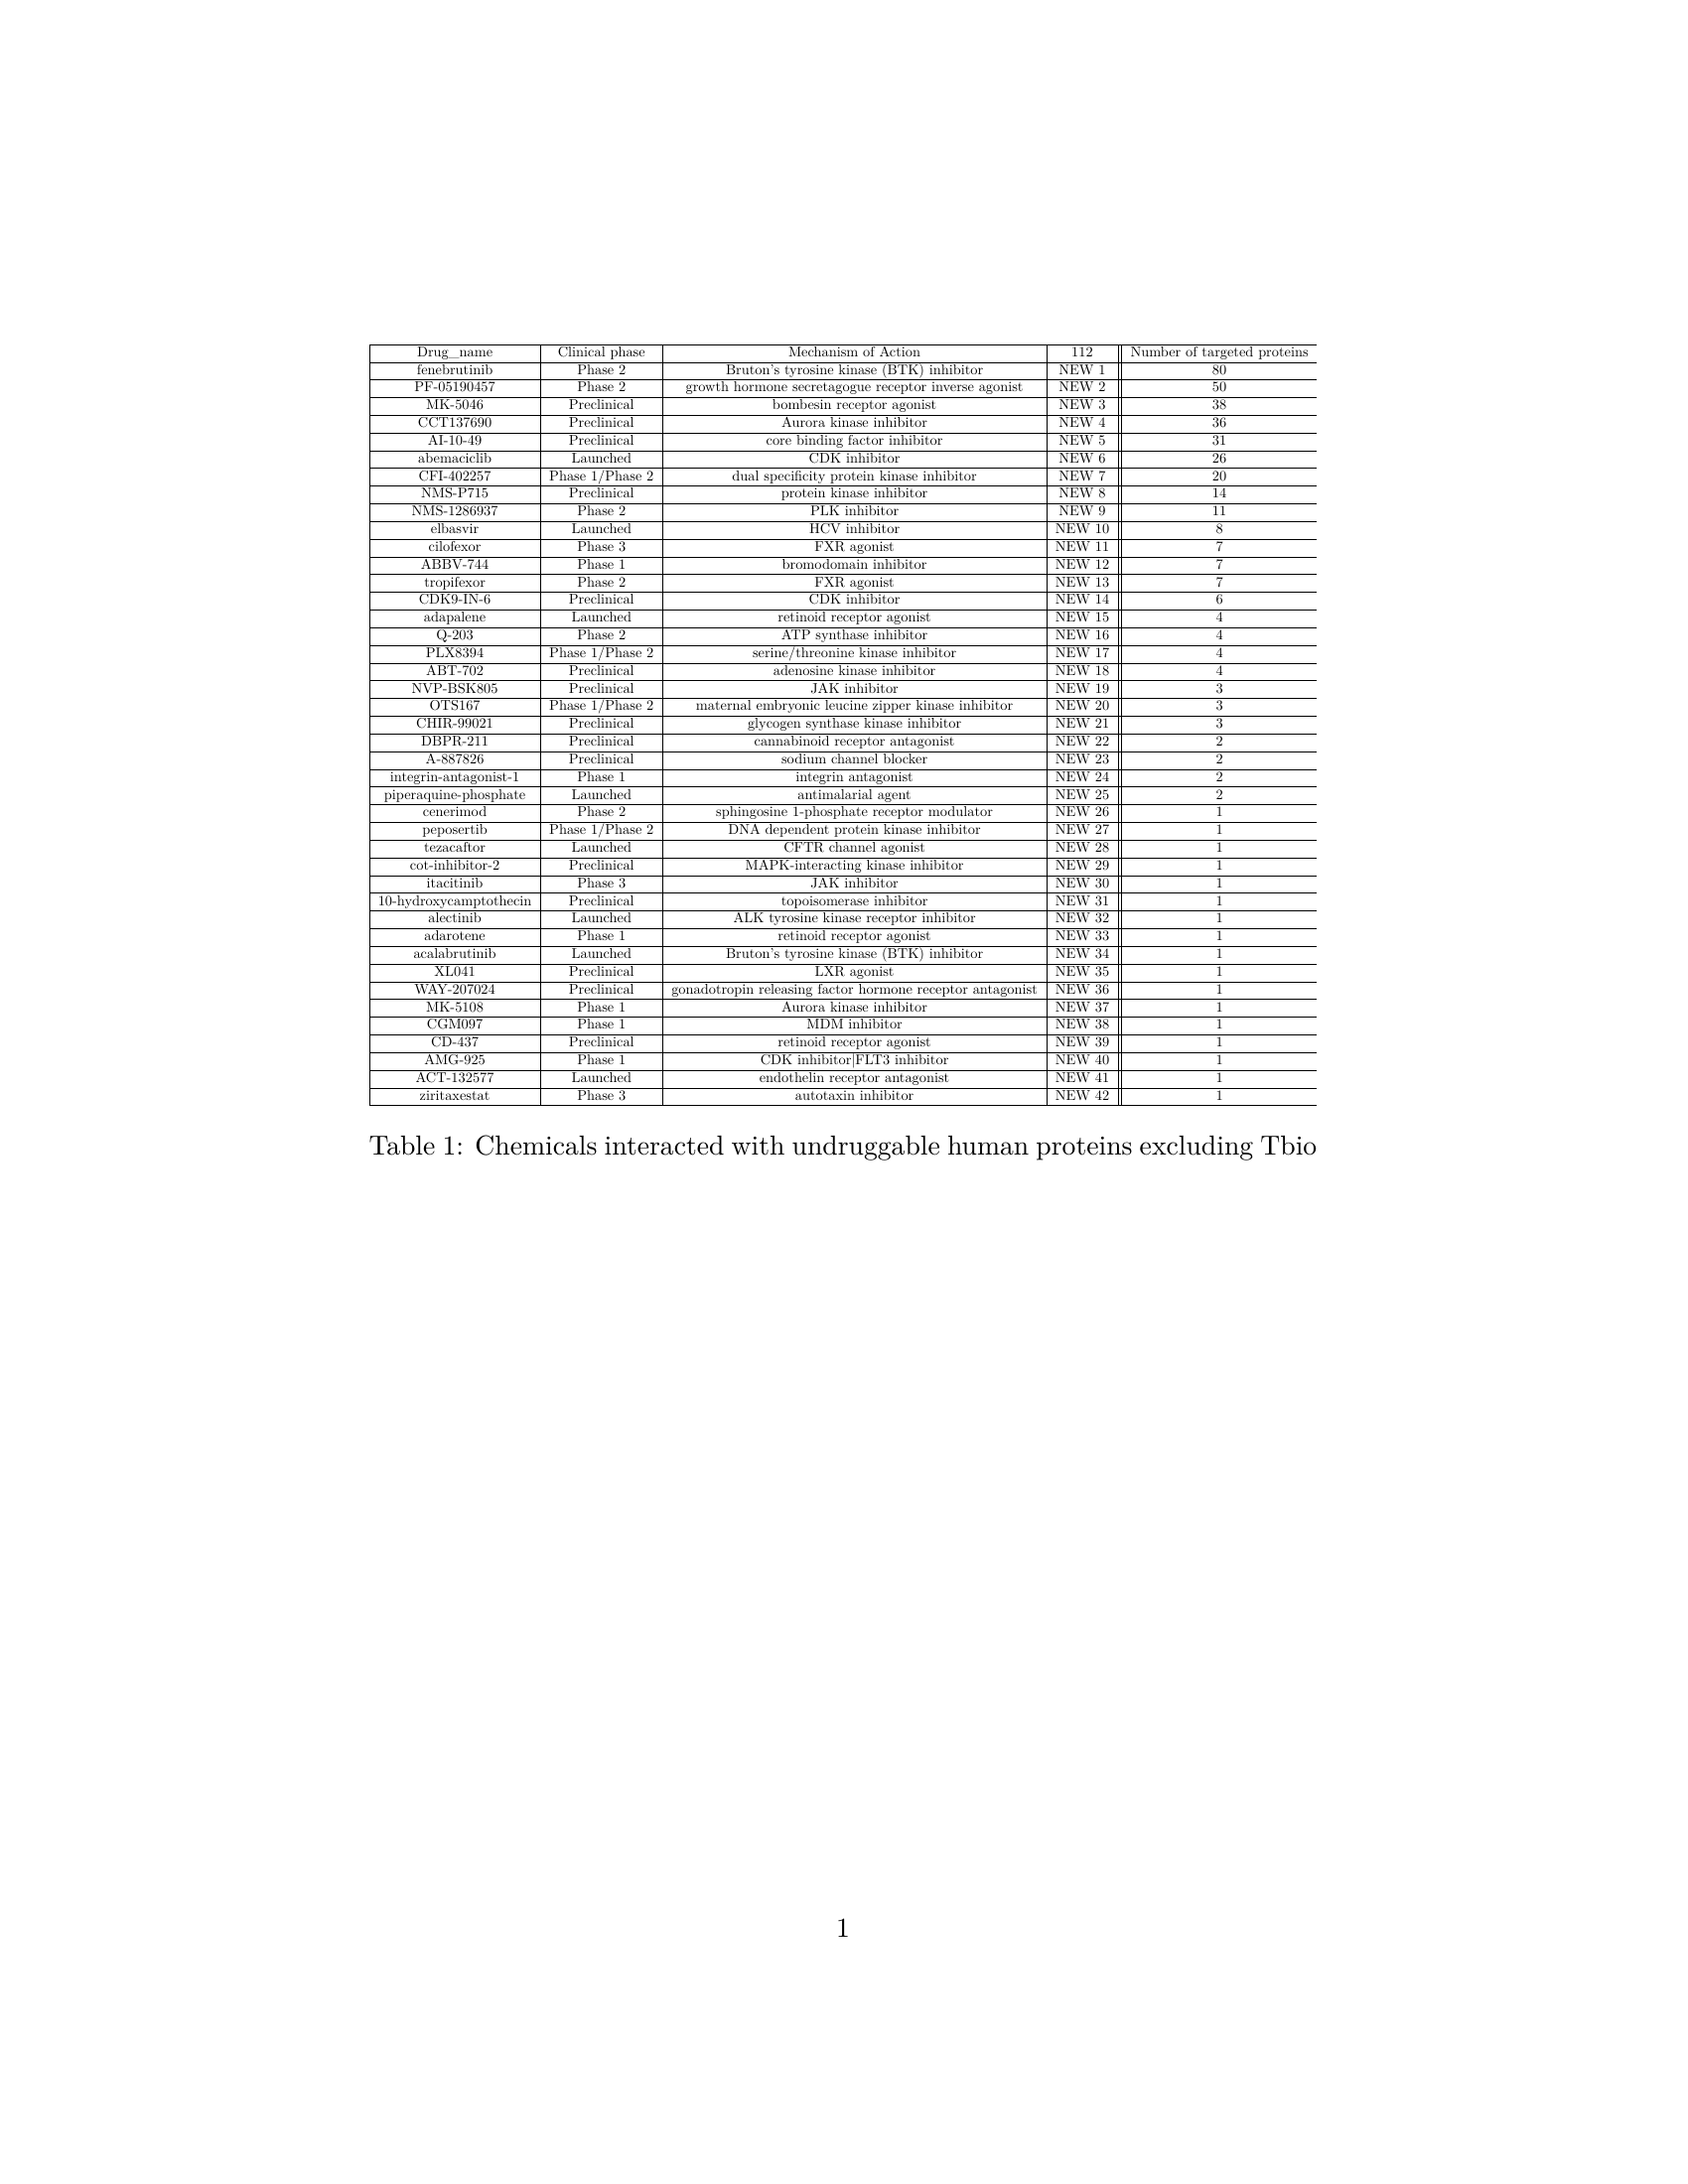 Drug_name Clinical phase Mechanism of Action 112 Number of targeted proteins
fenebrutinib Phase 2 Bruton's tyrosine kinase (BTK) inhibitor NEW 1 80
PF-05190457 Phase 2 growth hormone secretagogue receptor inverse agonist NEW 2 50
MK-5046 Preclinical bombesin receptor agonist NEW 3 38
CCT137690 Preclinical Aurora kinase inhibitor NEW 4 36
AI-10-49 Preclinical core binding factor inhibitor NEW 5 31
abemaciclib Launched CDK inhibitor NEW 6 26
CFI-402257 Phase 1/Phase 2 dual specificity protein kinase inhibitor NEW 7 20
NMS-P715 Preclinical protein kinase inhibitor NEW 8 14
NMS-1286937 Phase 2 PLK inhibitor NEW 9 11
elbasvir Launched HCV inhibitor NEW 10 8
cilofexor Phase 3 FXR agonist NEW 11 7
ABBV-744 Phase 1 bromodomain inhibitor NEW 12 7
tropifexor Phase 2 FXR agonist NEW 13 7
CDK9-IN-6 Preclinical CDK inhibitor NEW 14 6
adapalene Launched retinoid receptor agonist NEW 15 4
Q-203 Phase 2 ATP synthase inhibitor NEW 16 4
PLX8394 Phase 1/Phase 2 serine/threonine kinase inhibitor NEW 17 4
ABT-702 Preclinical adenosine kinase inhibitor NEW 18 4
NVP-BSK805 Preclinical JAK inhibitor NEW 19 3
OTS167 Phase 1/Phase 2 maternal embryonic leucine zipper kinase inhibitor NEW 20 3
CHIR-99021 Preclinical glycogen synthase kinase inhibitor NEW 21 3
DBPR-211 Preclinical cannabinoid receptor antagonist NEW 22 2
A-887826 Preclinical sodium channel blocker NEW 23 2
integrin-antagonist-1 Phase 1 integrin antagonist NEW 24 2
piperaquine-phosphate Launched antimalarial agent NEW 25 2
cenerimod Phase 2 sphingosine 1-phosphate receptor modulator NEW 26 1
peposertib Phase 1/Phase 2 DNA dependent protein kinase inhibitor NEW 27 1
tezacaftor Launched CFTR channel agonist NEW 28 1
cot-inhibitor-2 Preclinical MAPK-interacting kinase inhibitor NEW 29 1
itacitinib Phase 3 JAK inhibitor NEW 30 1
10-hydroxycamptothecin Preclinical topoisomerase inhibitor NEW 31 1
alectinib Launched ALK tyrosine kinase receptor inhibitor NEW 32 1
adarotene Phase 1 retinoid receptor agonist NEW 33 1
acalabrutinib Launched Bruton's tyrosine kinase (BTK) inhibitor NEW 34 1
XL041 Preclinical LXR agonist NEW 35 1
WAY-207024 Preclinical gonadotropin releasing factor hormone receptor antagonist NEW 36 1
MK-5108 Phase 1 Aurora kinase inhibitor NEW 37 1
CGM097 Phase 1 MDM inhibitor NEW 38 1
CD-437 Preclinical retinoid receptor agonist NEW 39 1
AMG-925 Phase 1 CDK inhibitor|FLT3 inhibitor NEW 40 1
ACT-132577 Launched endothelin receptor antagonist NEW 41 1
ziritaxestat Phase 3 autotaxin inhibitor NEW 42 1
Table 1: Chemicals interacted with undruggable human proteins excluding Tbio
1